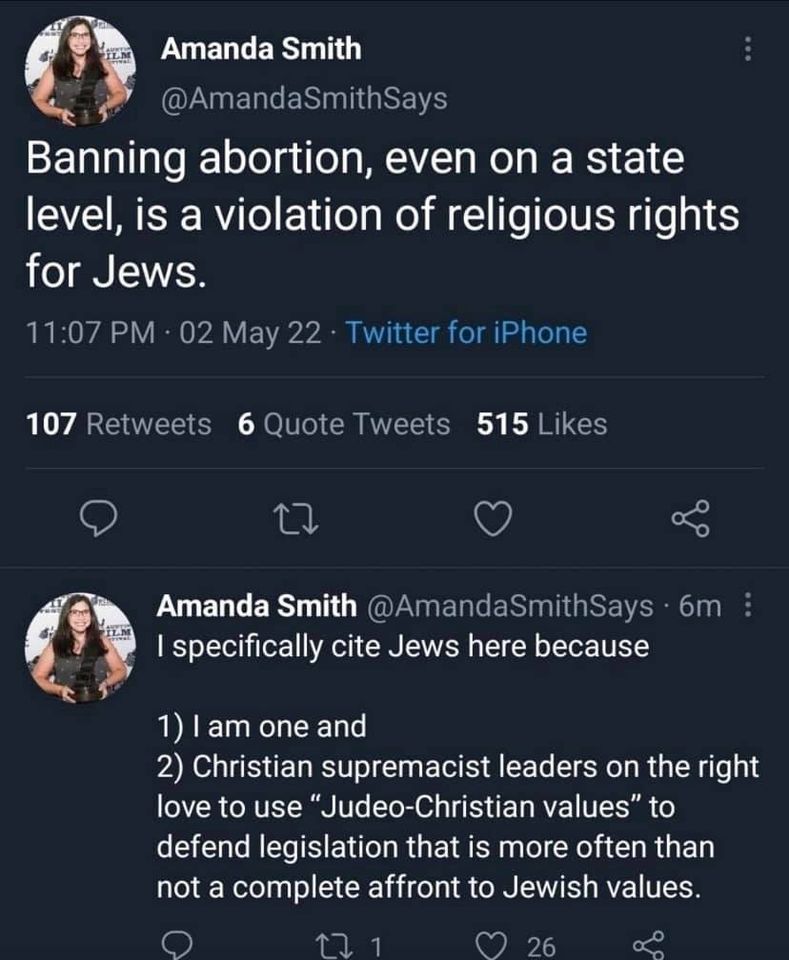 Amanda Smith
@AmandaSmithSays
Banning abortion, even on a state
level, is a violation of religious rights
for Jews.
11:07 PM · 02 May 22 · Twitter for iPhone
107 Retweets 6 Quote Tweets 515 Likes
Amanda Smith @AmandaSmithSays · 6m
I specifically cite Jews here because
1) I am one and
2) Christian supremacist leaders on the right
love to use “Judeo-Christian values” to
defend legislation that is more often than
not a complete affront to Jewish values.
1 26